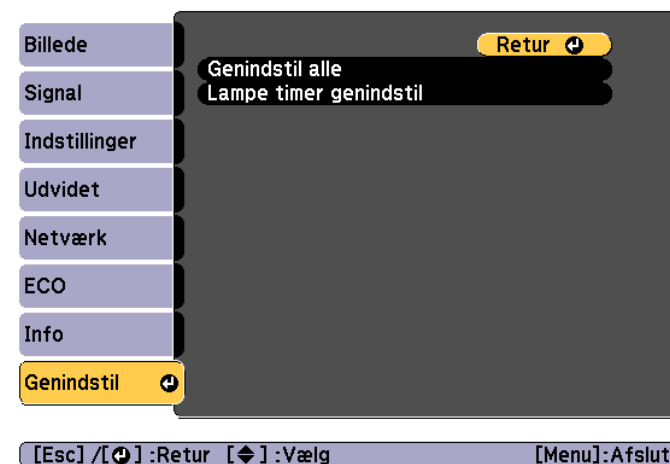 Billede
Signal
Indstillinger
Udvidet
Netværk
ECO
Info
Genindstil
Retur
Genindstil alle
Lampe timer genindstil
[Esc] /[ ] :Retur [ ] :Vælg [Menu]:Afslut